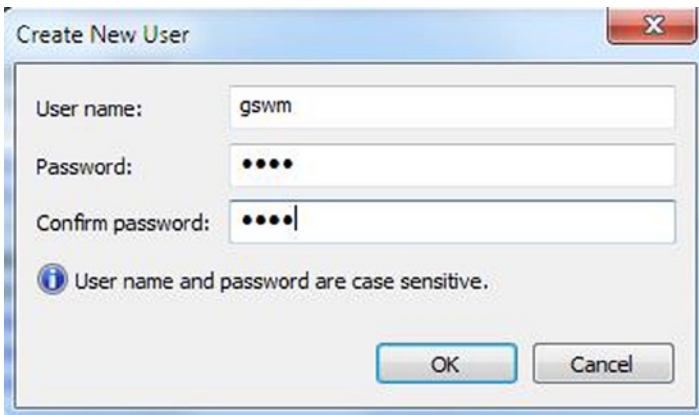 Create New User
User name: gswm
Password: ••••
Confirm password: ••••
User name and password are case sensitive.
OK Cancel